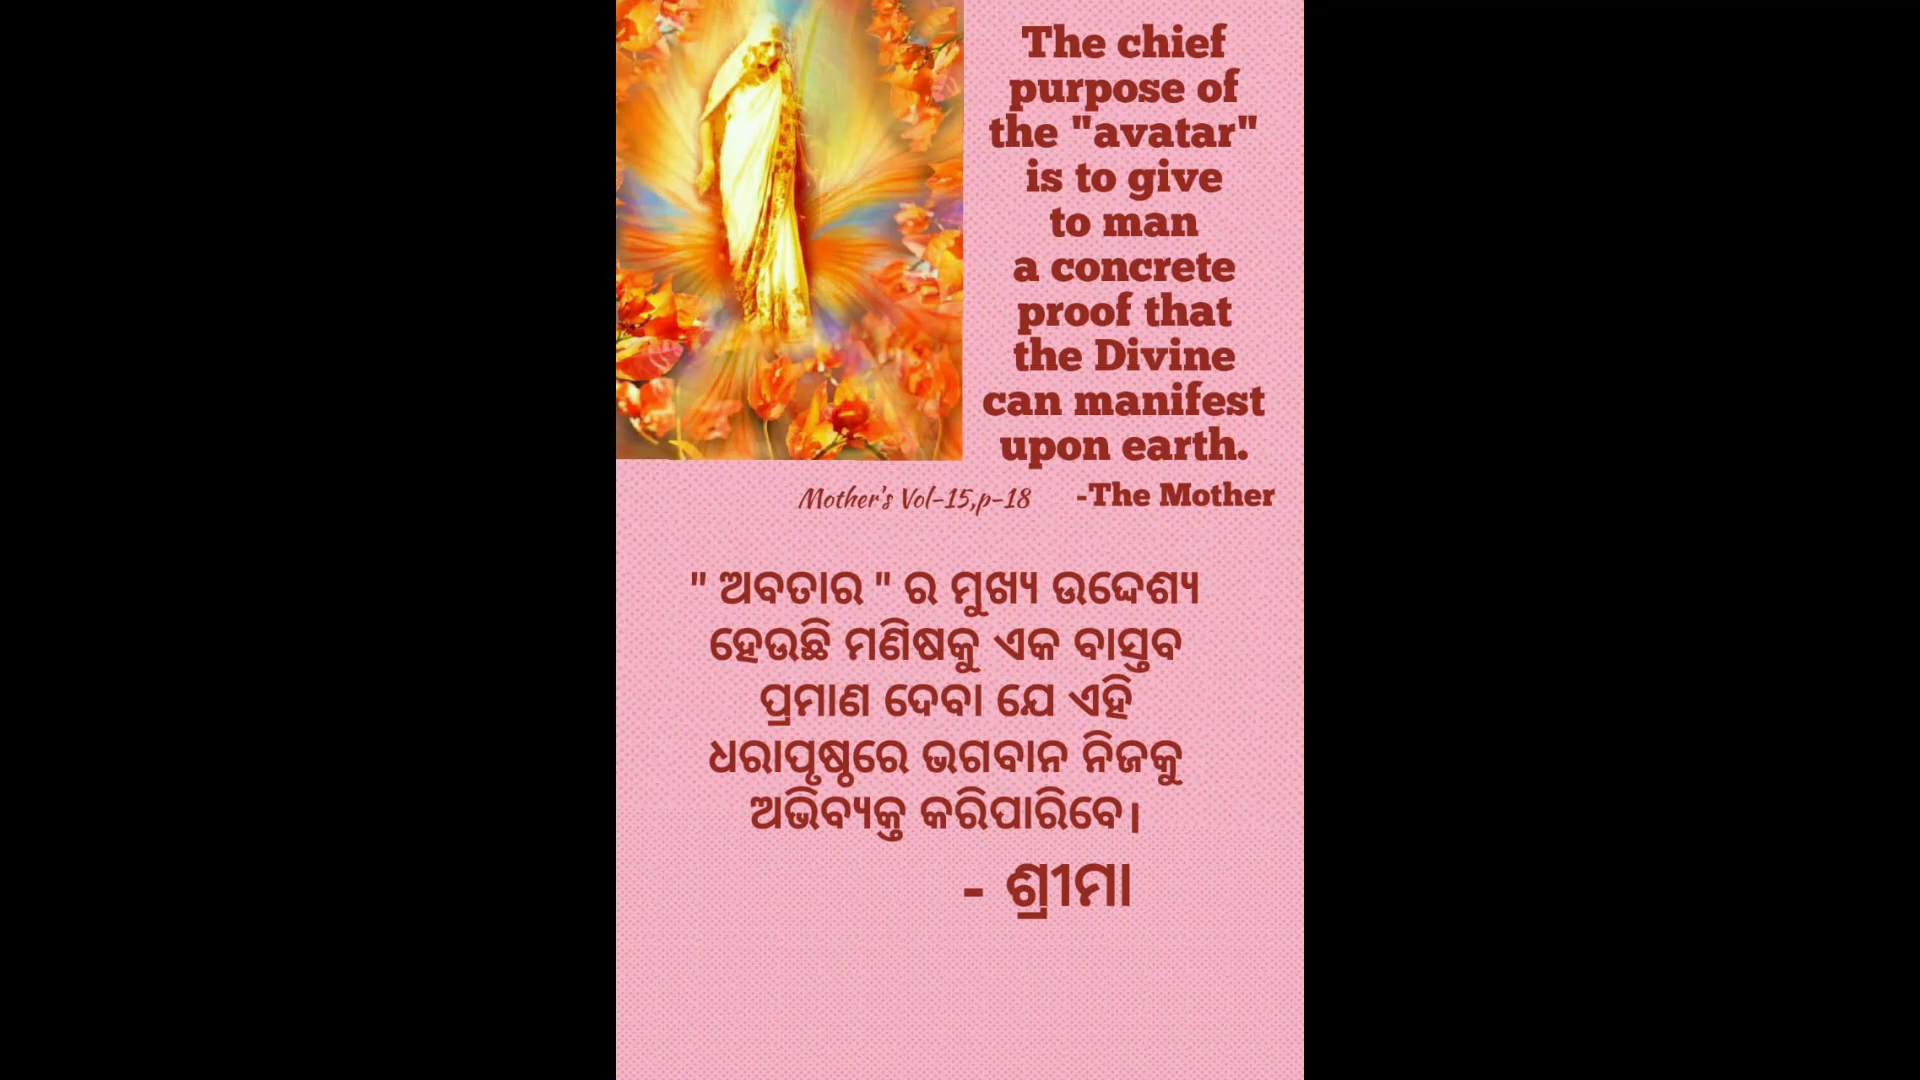 The chief
purpose of
the "avatar"
is to give
to man
a concrete
proof that
the Divine
can manifest
upon earth.
Mother's Vol-15,p-18 -The Mother
" ଅବତାର " ର ମୁଖ୍ୟ ଉଦ୍ଦେଶ୍ୟ
ହେଉଛି ମଣିଷକୁ ଏକ ବାସ୍ତବ
ପ୍ରମାଣ ଦେବା ଯେ ଏହି
ଧରାପୃଷ୍ଠରେ ଭଗବାନ ନିଜକୁ
ଅଭିବ୍ୟକ୍ତ କରିପାରିବେ।
- ଶ୍ରୀମା